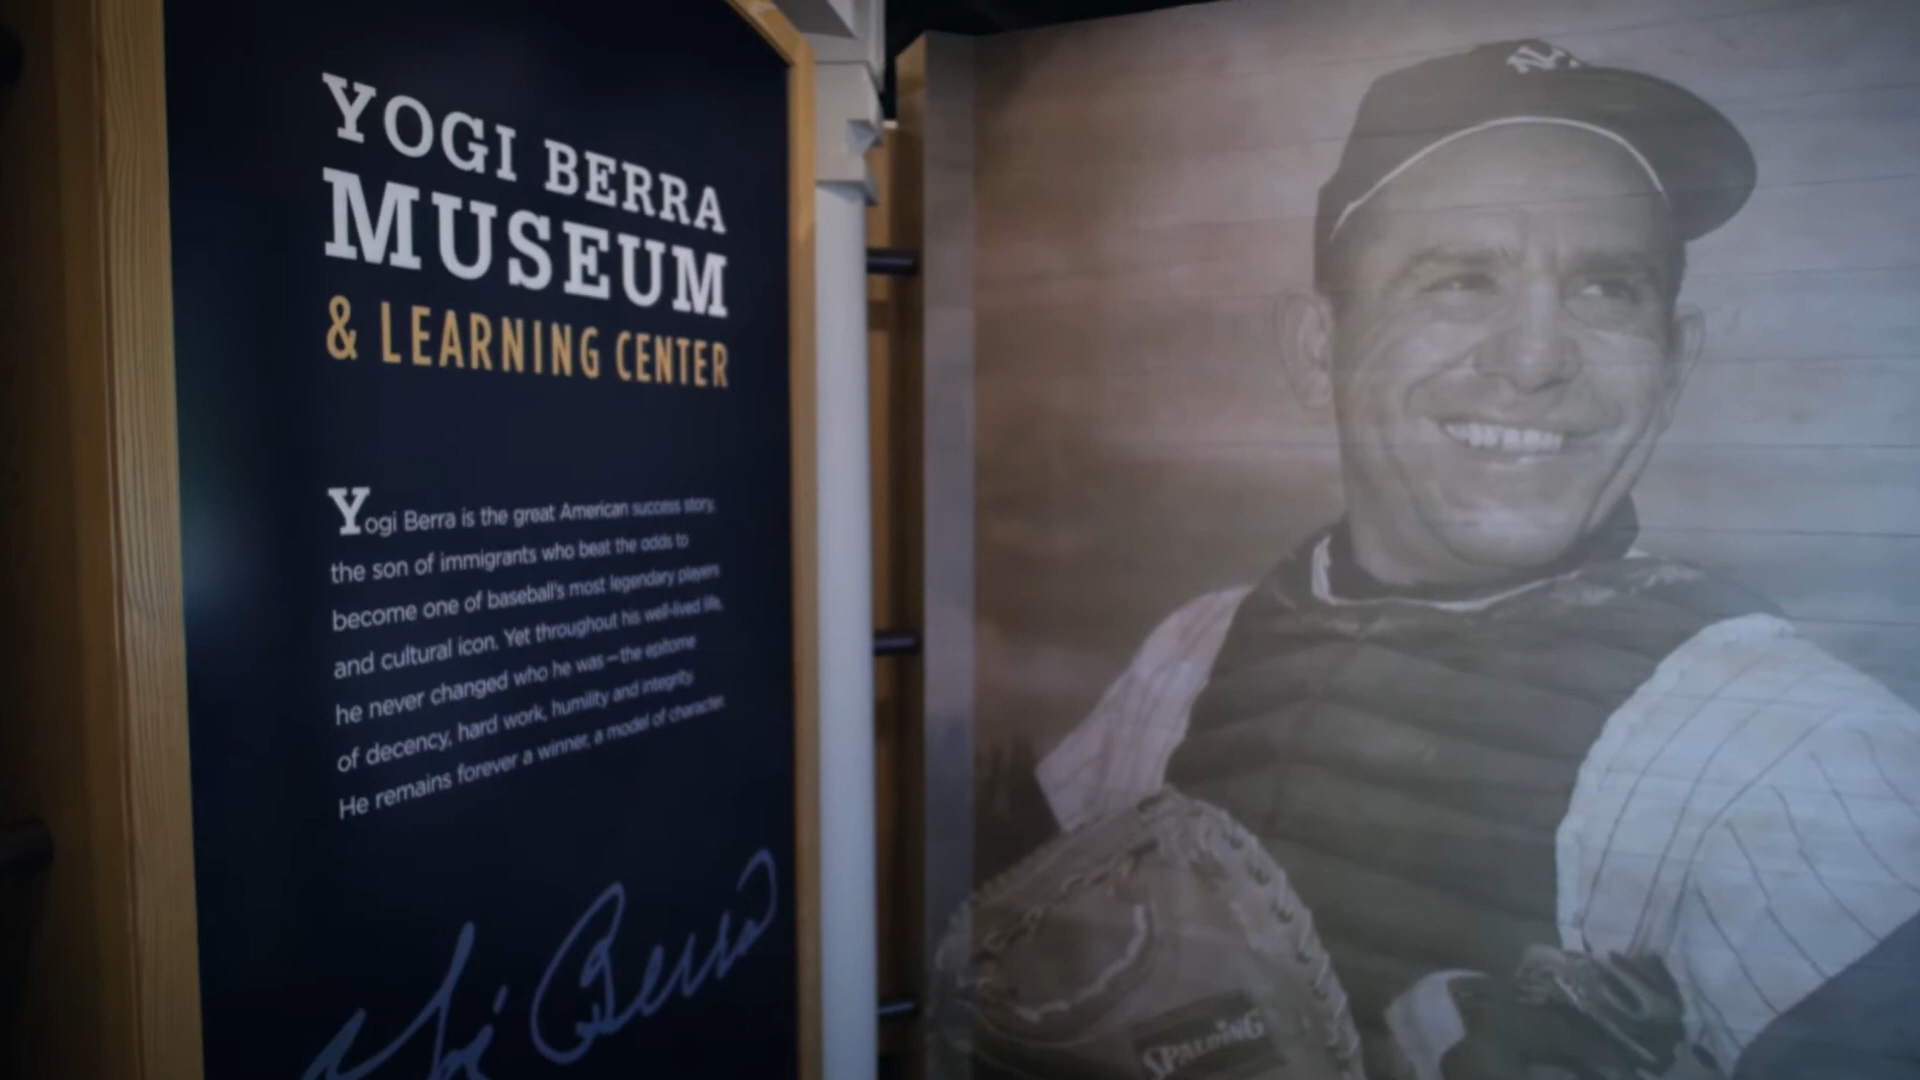 YOGI BERRA
MUSEUM
& LEARNING CENTER
Yogi Berra is the great American success story,
the son of immigrants who beat the odds to
become one of baseball's most legendary players
and cultural icon. Yet throughout his well-lived life,
he never changed who he was—the epitome
of decency, hard work, humility and integrity.
He remains forever a winner, a model of character.
Yogi Berra
NY
SPALDING